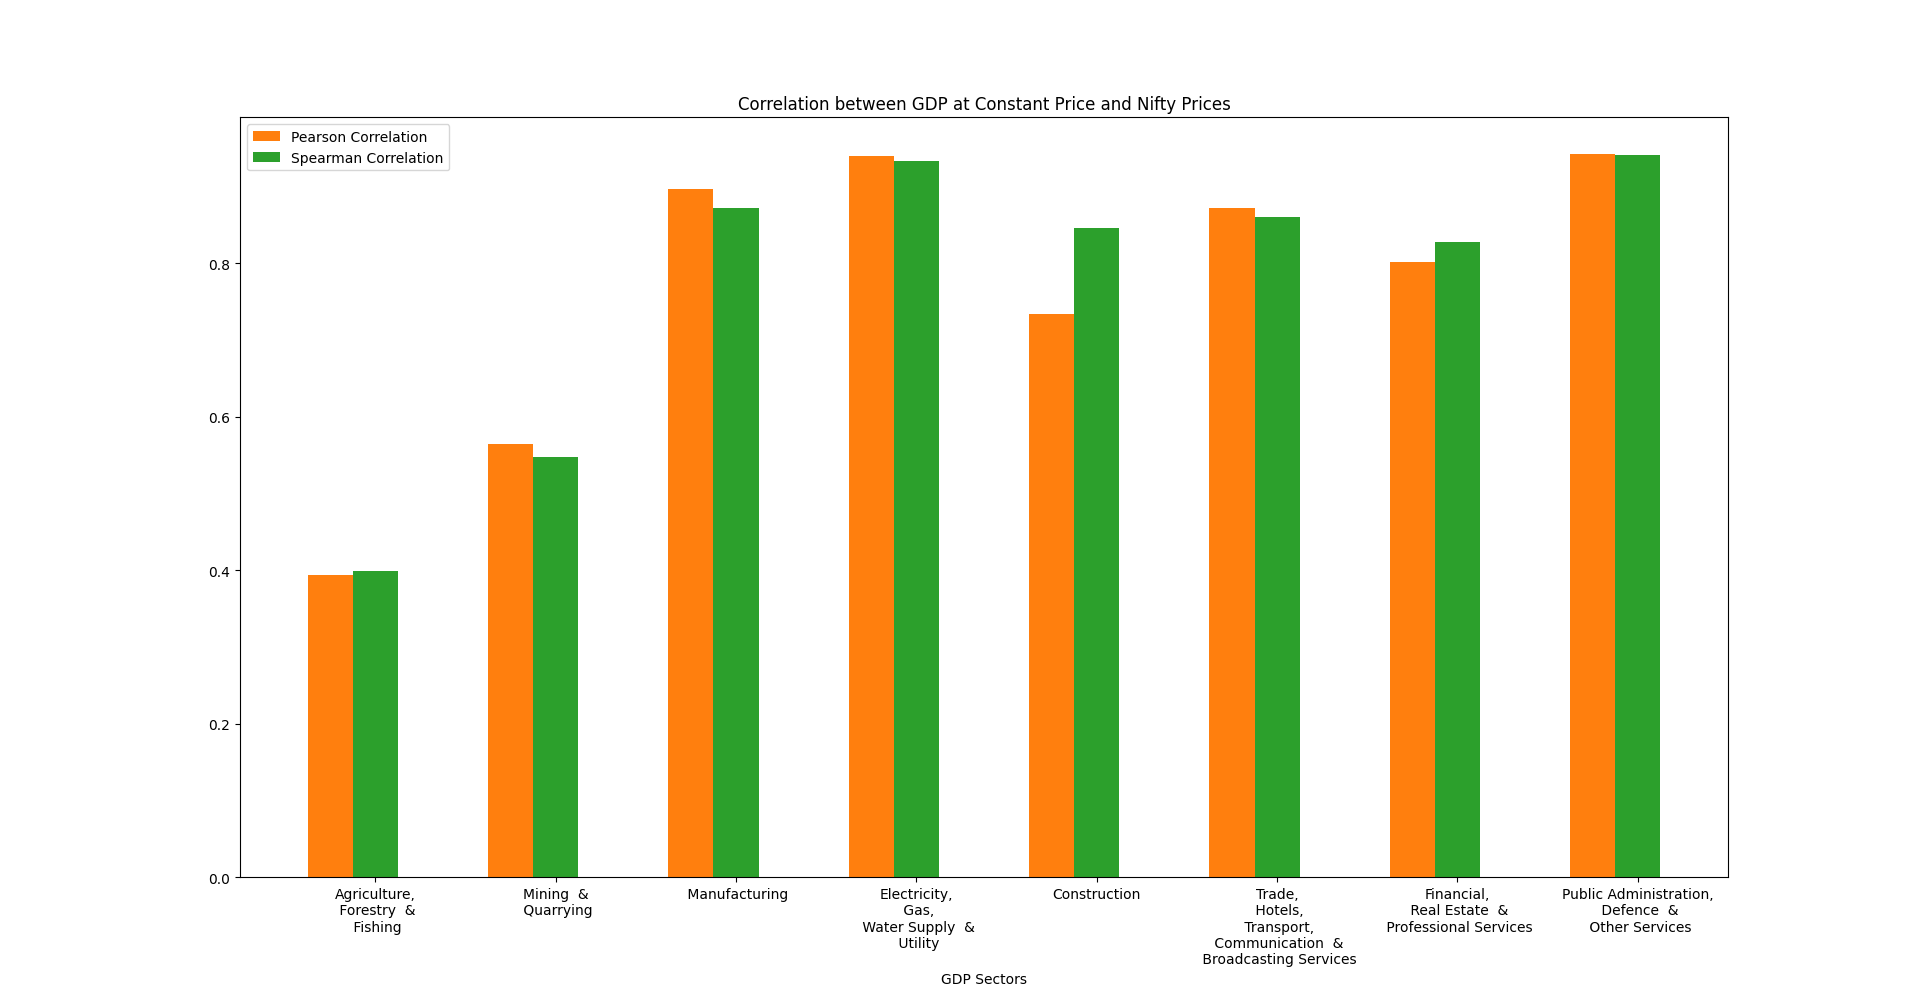 Correlation between GDP at Constant Price and Nifty Prices
Pearson Correlation
Spearman Correlation
0.8
0.6
0.4
0.2
0.0
Agriculture,
Forestry &
Fishing
Mining &
Quarrying
Manufacturing
Electricity,
Gas,
Water Supply &
Utility
Construction
Trade,
Hotels,
Transport,
Communication &
Broadcasting Services
Financial,
Real Estate &
Professional Services
Public Administration,
Defence &
Other Services
GDP Sectors